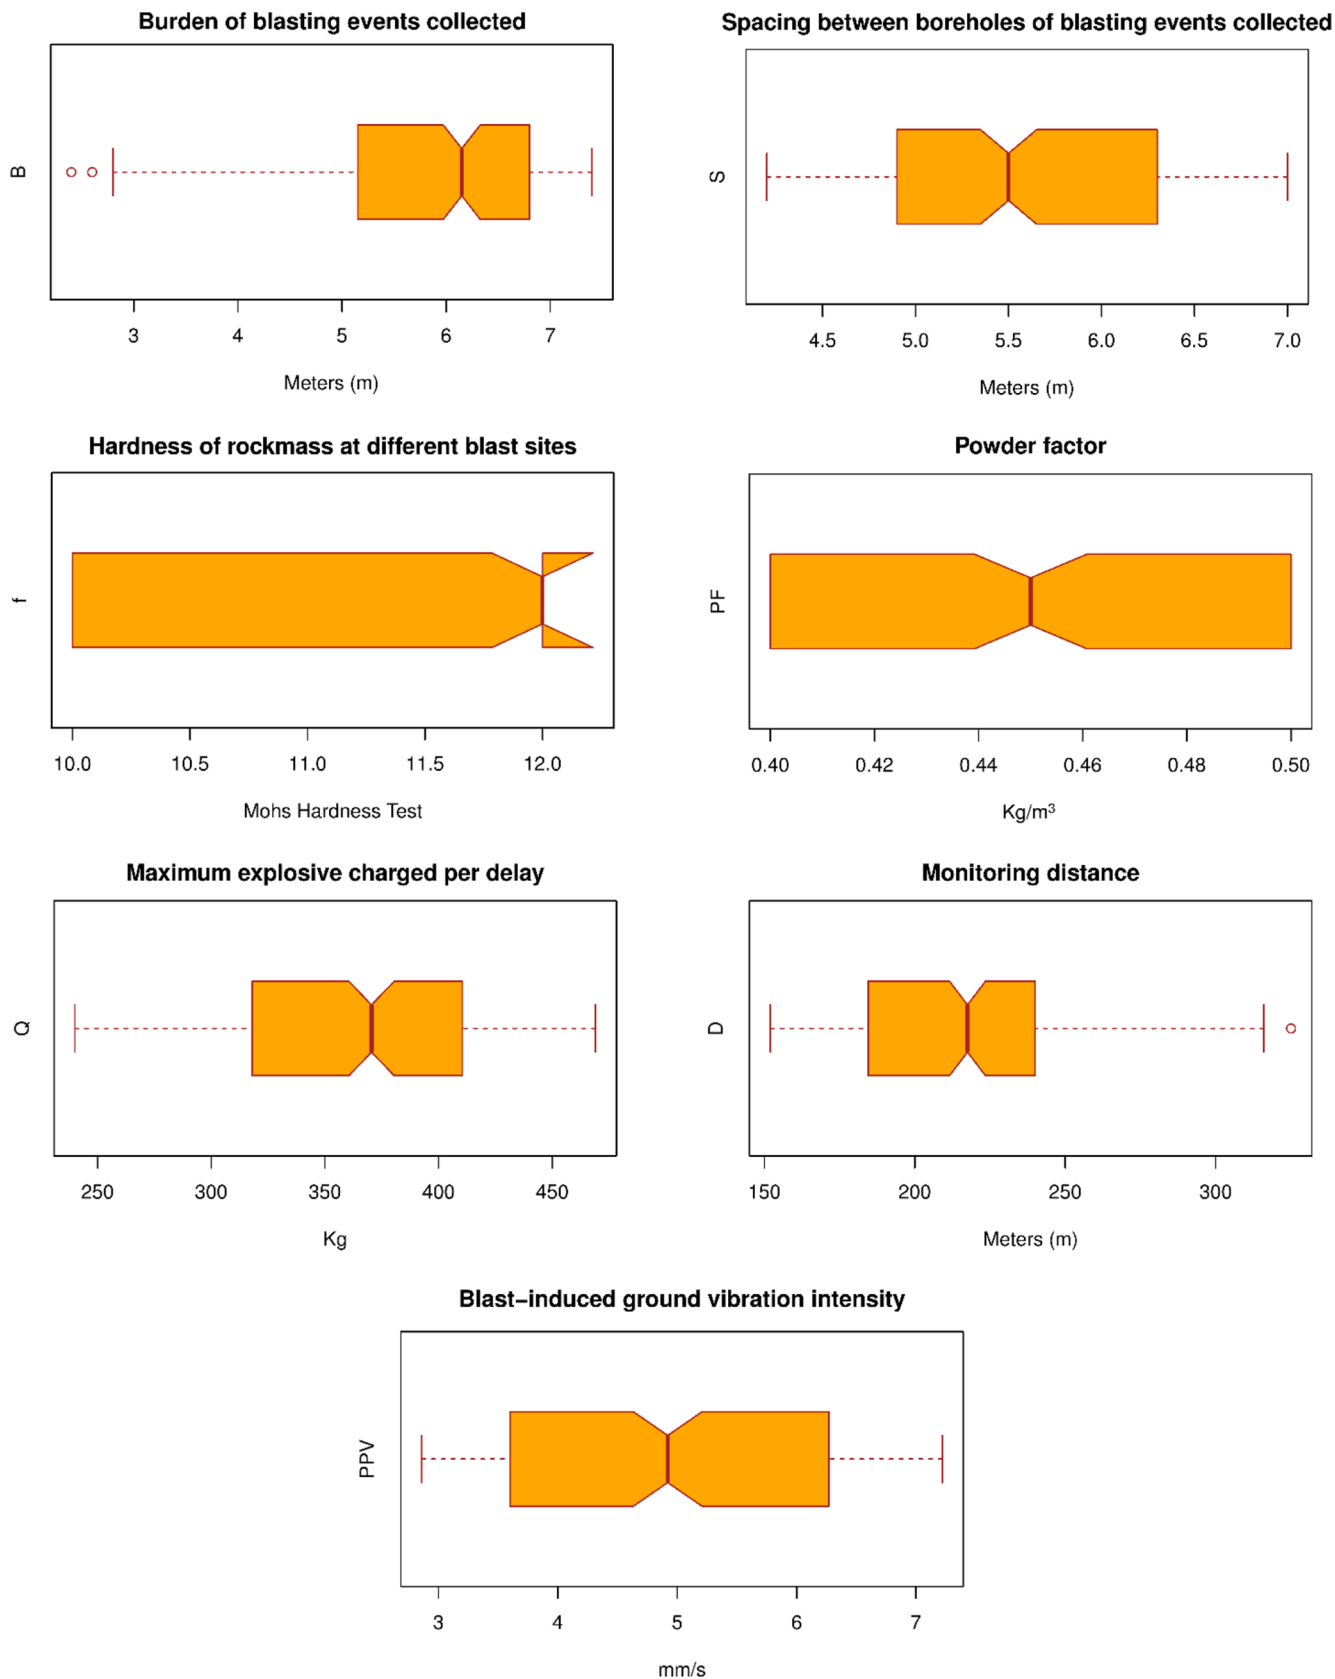 Burden of blasting events collected
B
3 4 5 6 7
Meters (m)
Spacing between boreholes of blasting events collected
S
4.5 5.0 5.5 6.0 6.5 7.0
Meters (m)
Hardness of rockmass at different blast sites
f
10.0 10.5 11.0 11.5 12.0
Mohs Hardness Test
Powder factor
PF
0.40 0.42 0.44 0.46 0.48 0.50
Kg/m³
Maximum explosive charged per delay
Q
250 300 350 400 450
Kg
Monitoring distance
D
150 200 250 300
Meters (m)
Blast−induced ground vibration intensity
PPV
3 4 5 6 7
mm/s